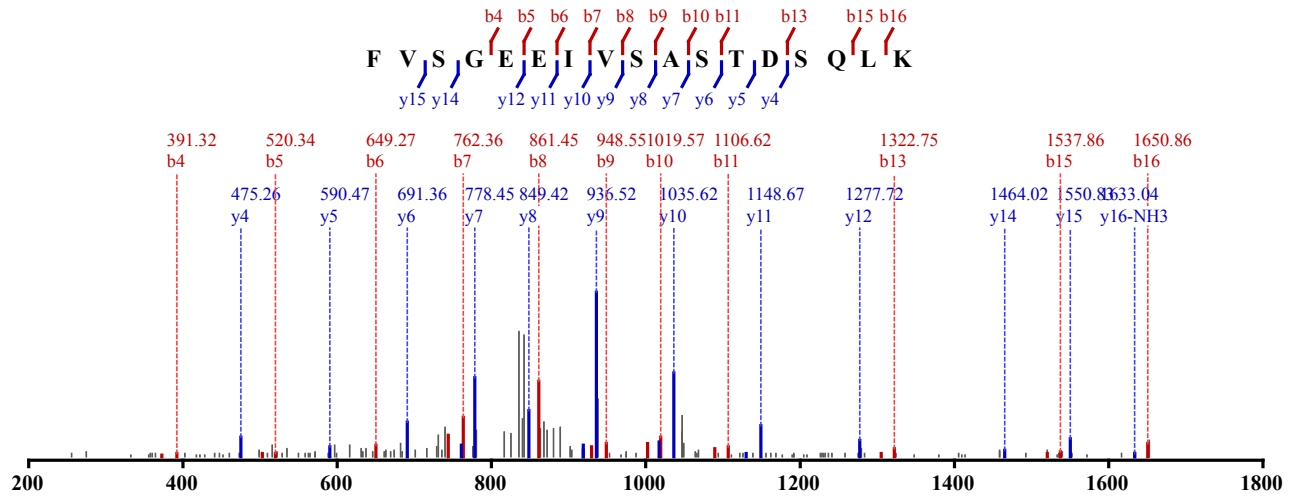 b4 b5 b6 b7 b8 b9 b10 b11 b13 b15 b16
F V S G E E I V S A S T D S Q L K
y15 y14 y12 y11 y10 y9 y8 y7 y6 y5 y4
391.32 520.34 649.27 762.36 861.45 948.55 1019.57 1106.62 1322.75 1537.86 1650.86
b4 b5 b6 b7 b8 b9 b10 b11 b13 b15 b16
475.26 590.47 691.36 778.45 849.42 936.52 1035.62 1148.67 1277.72 1464.02 1550.83 1633.04
y4 y5 y6 y7 y8 y9 y10 y11 y12 y14 y15 y16-NH3
200 400 600 800 1000 1200 1400 1600 1800